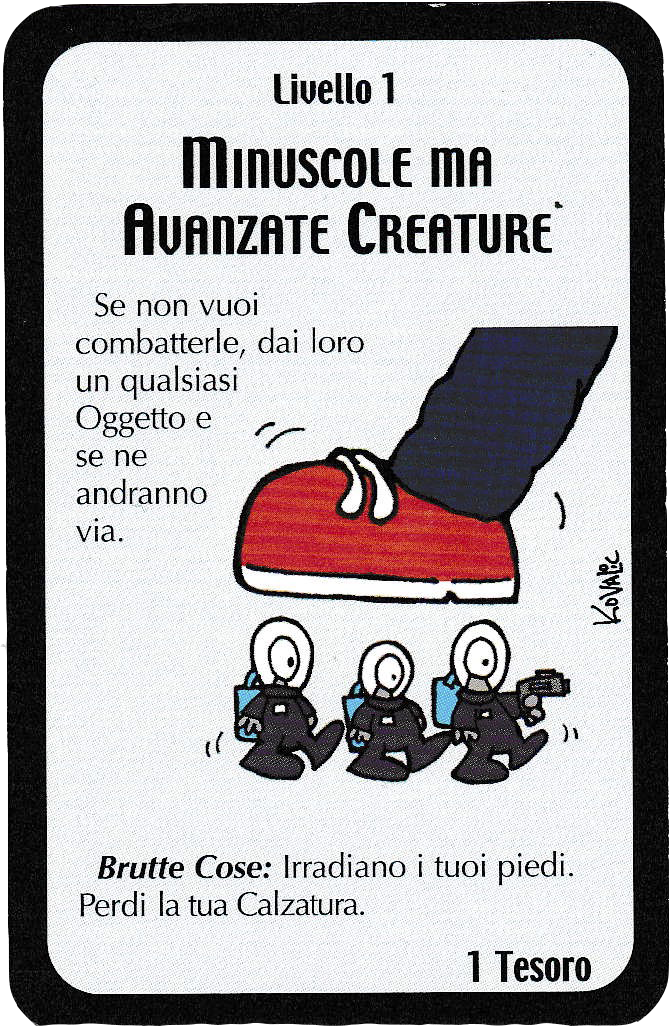 Livello 1
Minuscole ma
Avanzate Creature
Se non vuoi
combatterle, dai loro
un qualsiasi
Oggetto e
se ne
andranno
via.
Kovalic
Brutte Cose: Irradiano i tuoi piedi.
Perdi la tua Calzatura.
1 Tesoro